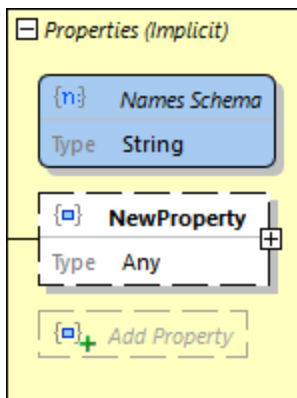 Properties (Implicit)
{n:} Names Schema
Type String
NewProperty
Type Any
Add Property